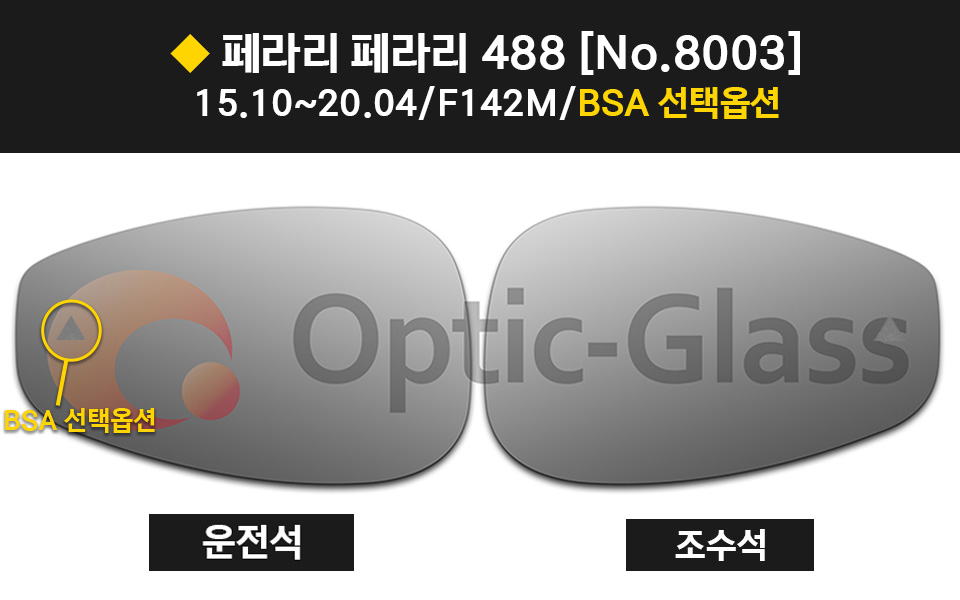 ◆ 페라리 페라리 488 [No.8003]
15.10~20.04/F142M/BSA 선택옵션
Optic-Glass
BSA 선택옵션
운전석
조수석